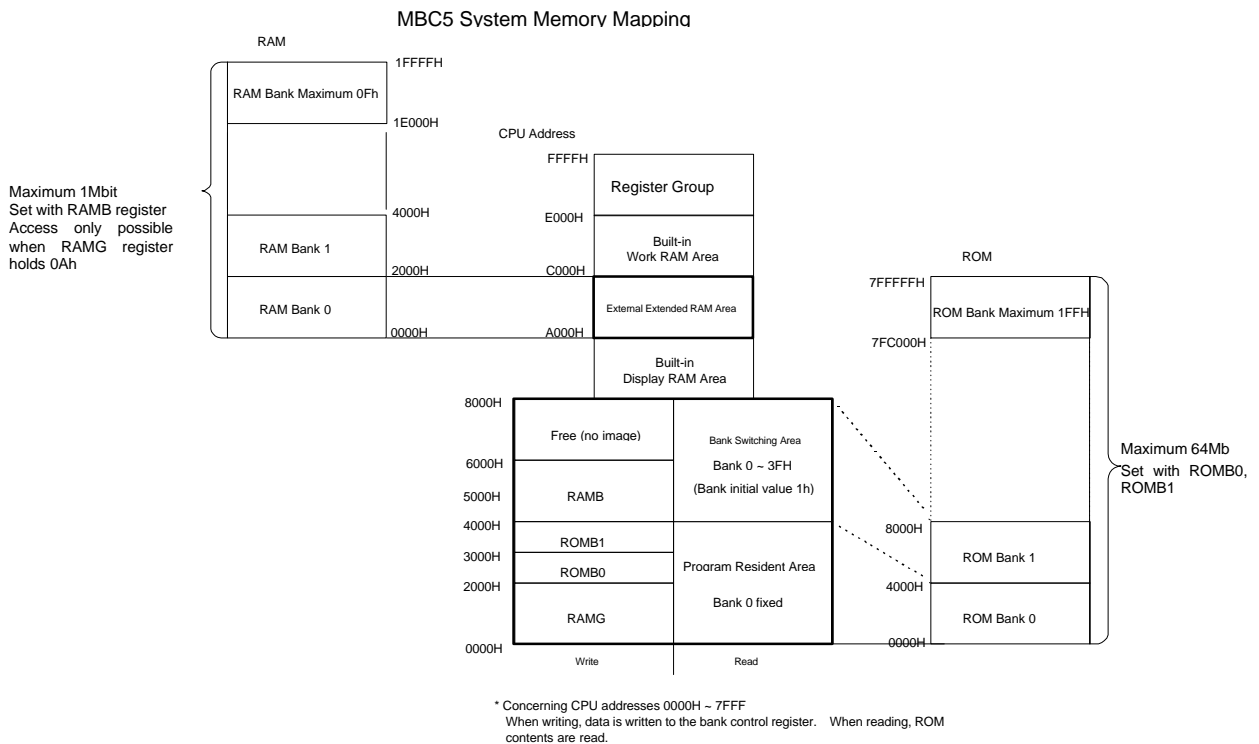 MBC5 System Memory Mapping
RAM
1FFFFH
RAM Bank Maximum 0Fh
1E000H
4000H
RAM Bank 1
2000H
RAM Bank 0
0000H
Maximum 1Mbit
Set with RAMB register
Access only possible
when RAMG register
holds 0Ah
CPU Address
FFFFH
Register Group
E000H
Built-in
Work RAM Area
C000H
External Extended RAM Area
A000H
Built-in
Display RAM Area
8000H
Free (no image)
6000H
5000H
RAMB
4000H
ROMB1
3000H
ROMB0
2000H
RAMG
0000H
Bank Switching Area
Bank 0 ~ 3FH
(Bank initial value 1h)
Program Resident Area
Bank 0 fixed
Write
Read
ROM
7FFFFFH
ROM Bank Maximum 1FFH
7FC000H
8000H
ROM Bank 1
4000H
ROM Bank 0
0000H
Maximum 64Mb
Set with ROMB0,
ROMB1
* Concerning CPU addresses 0000H ~ 7FFF
When writing, data is written to the bank control register. When reading, ROM
contents are read.